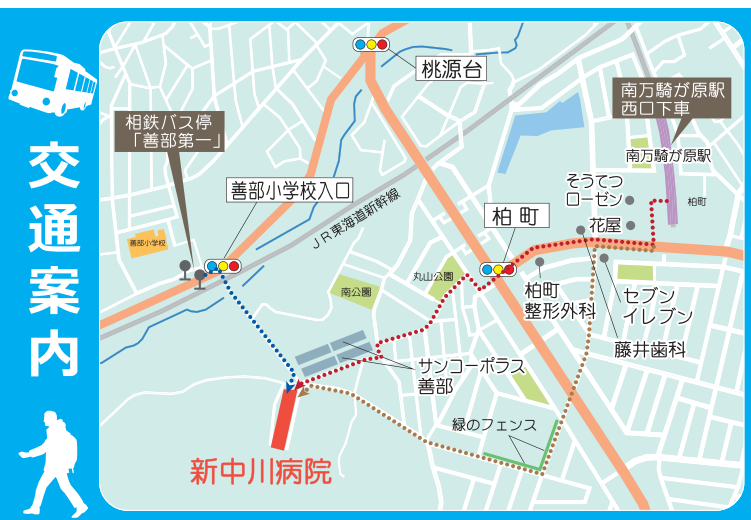 交通案内
桃源台
南万騎が原駅
西口下車
相鉄バス停
「善部第一」
南万騎が原駅
そうてつ
ローゼン
善部小学校入口
柏町
JR東海道新幹線
柏町
花屋
善部小学校
丸山公園
南公園
柏町
整形外科
セブン
イレブン
藤井歯科
サンコーポラス
善部
緑のフェンス
新中川病院